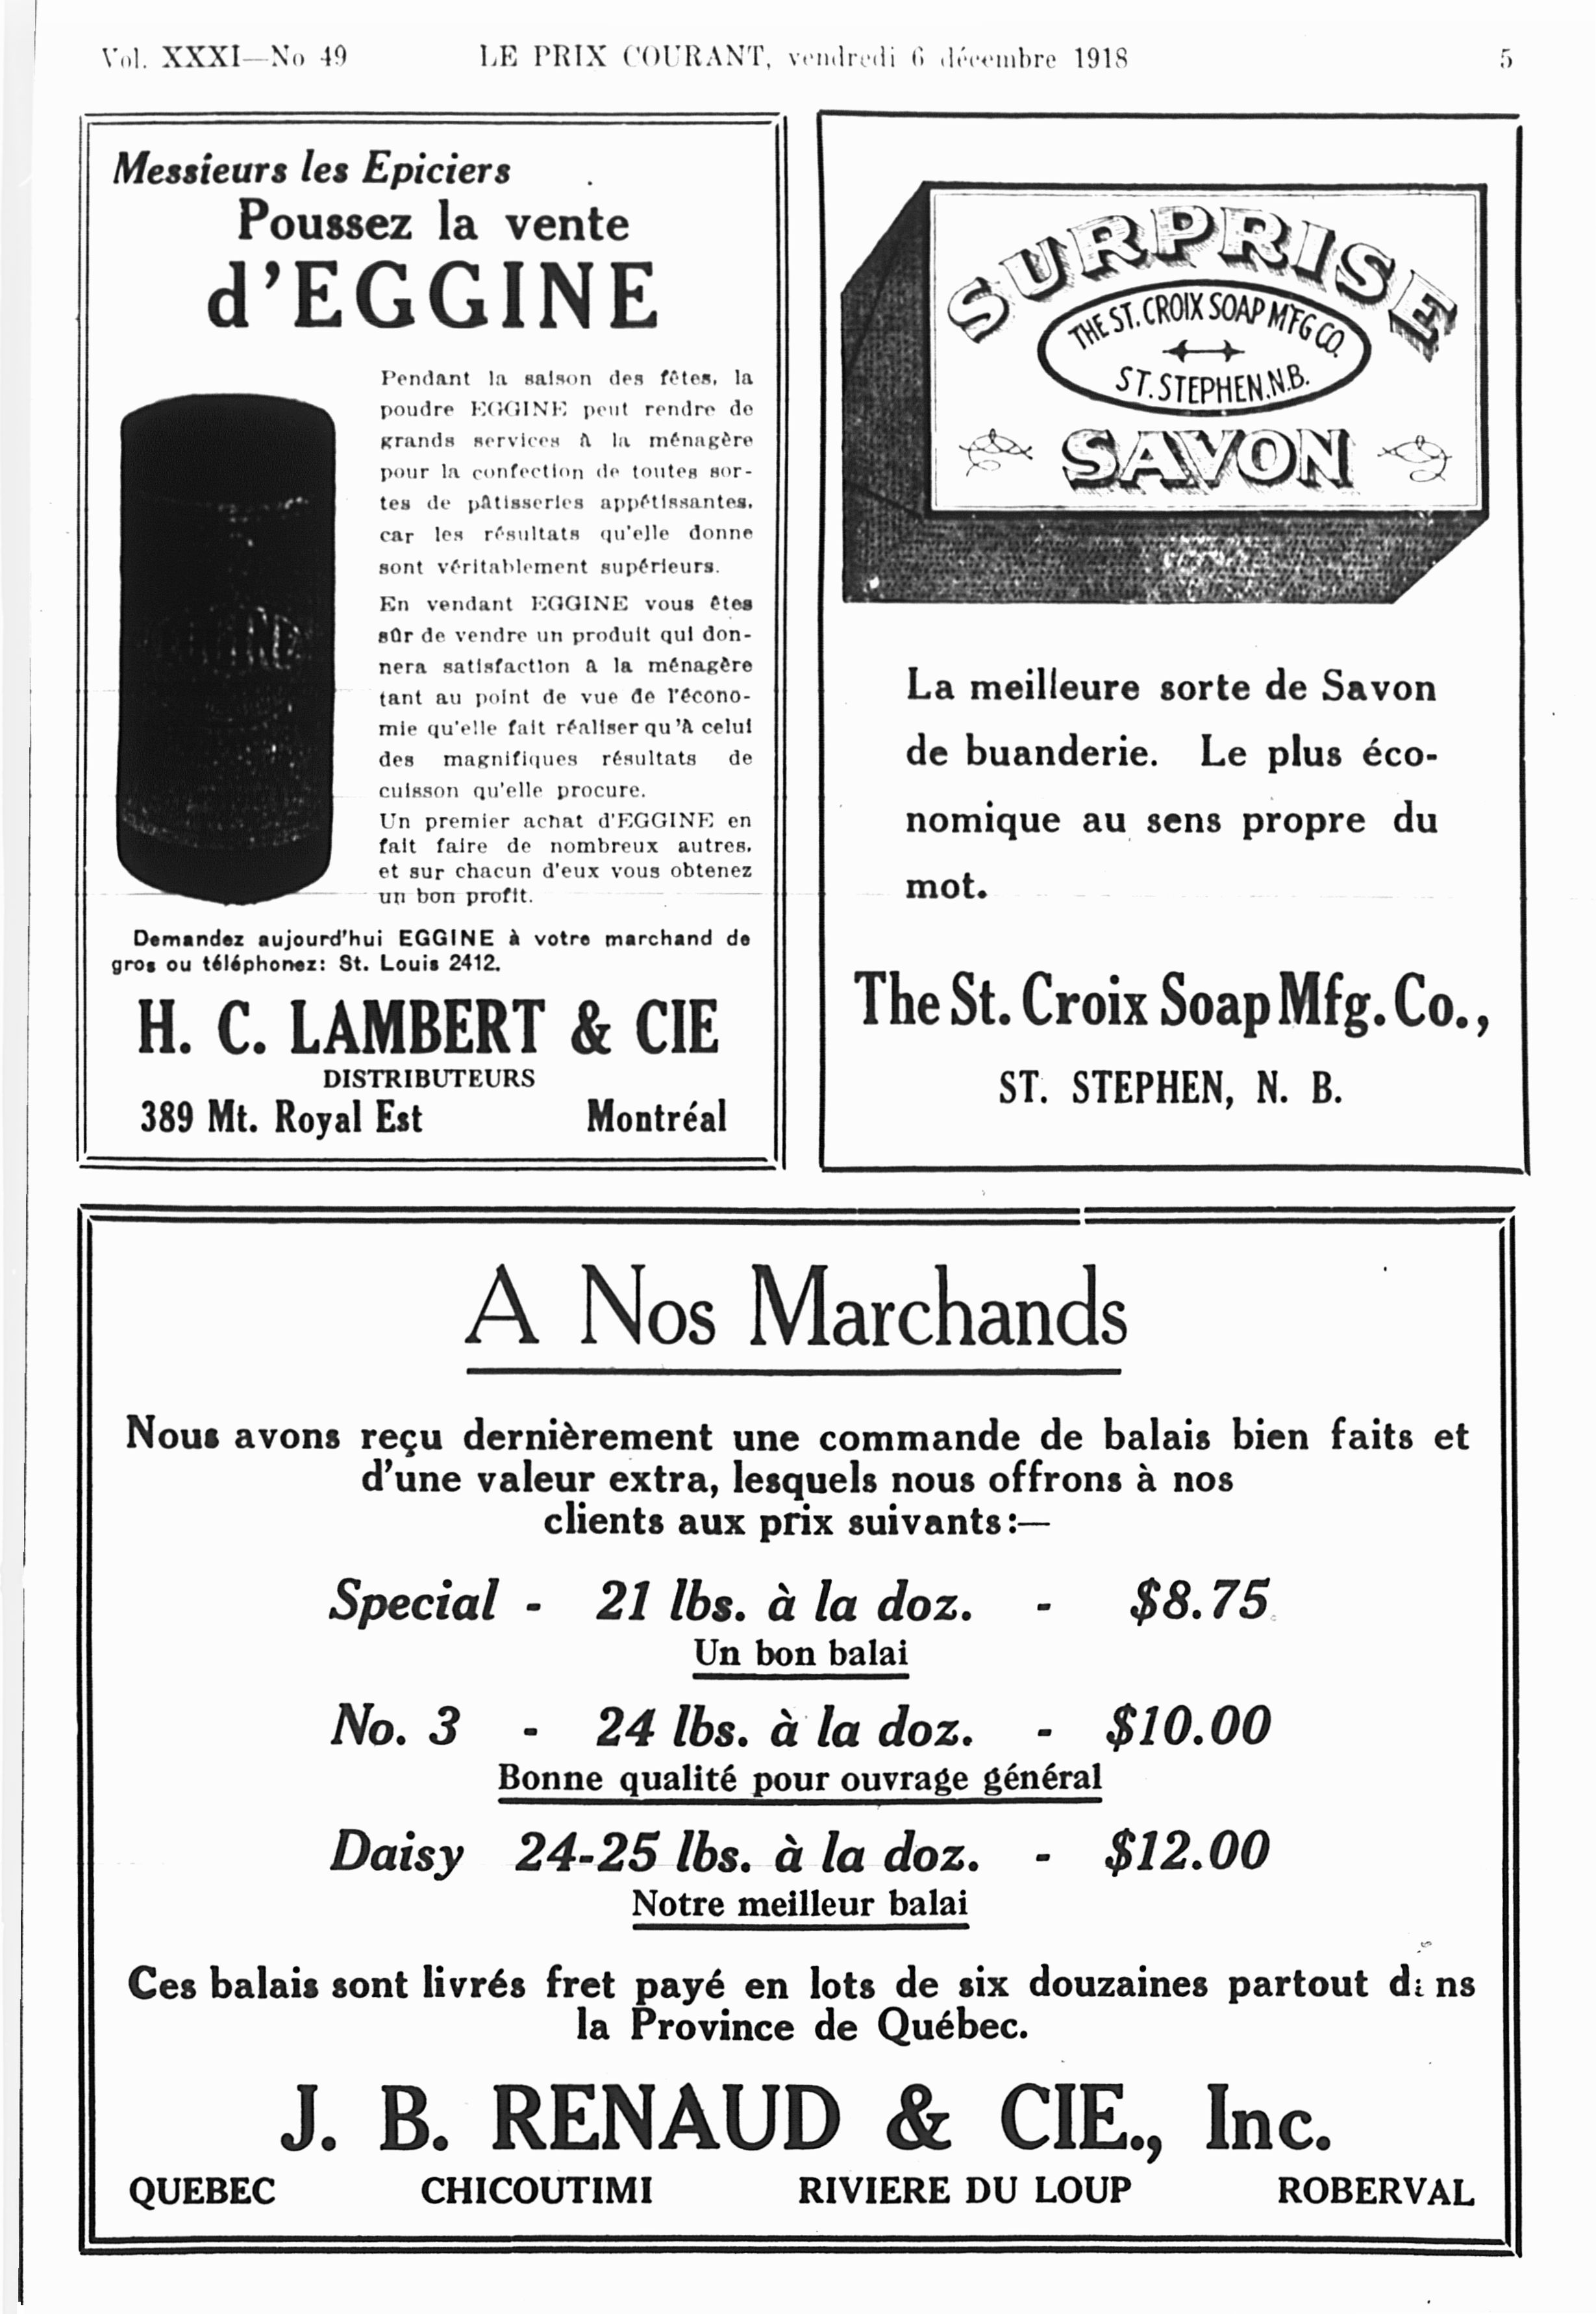 Vol. XXXI—No 49 LE PRIX COURANT, vendredi 6 décembre 1918 5
Messieurs les Epiciers
Poussez la vente
d'EGGINE
Pendant la saison des fêtes, la
poudre EGGINE peut rendre de
grands services à la ménagère
pour la confection de toutes sor-
tes de pâtisseries appétissantes,
car les résultats qu'elle donne
sont véritablement supérieurs.
En vendant EGGINE vous êtes
sûr de vendre un produit qui don-
nera satisfaction à la ménagère
tant au point de vue de l'écono-
mie qu'elle fait réaliser qu'à celui
des magnifiques résultats de
cuisson qu'elle procure.
Un premier achat d'EGGINE en
fait faire de nombreux autres,
et sur chacun d'eux vous obtenez
un bon profit.
Demandez aujourd'hui EGGINE à votre marchand de
gros ou téléphonez: St. Louis 2412.
H. C. LAMBERT & CIE
DISTRIBUTEURS
389 Mt. Royal Est Montréal
SURPRISE
THE ST. CROIX SOAP M'F'G CO.
ST. STEPHEN, N.B.
SAVON
La meilleure sorte de Savon
de buanderie. Le plus éco-
nomique au sens propre du
mot.
The St. Croix Soap Mfg. Co.,
ST. STEPHEN, N. B.
A Nos Marchands
Nous avons reçu dernièrement une commande de balais bien faits et
d'une valeur extra, lesquels nous offrons à nos
clients aux prix suivants:—
Special - 21 lbs. à la doz. - $8.75
Un bon balai
No. 3 - 24 lbs. à la doz. - $10.00
Bonne qualité pour ouvrage général
Daisy 24-25 lbs. à la doz. - $12.00
Notre meilleur balai
Ces balais sont livrés fret payé en lots de six douzaines partout dans
la Province de Québec.
J. B. RENAUD & CIE., Inc.
QUEBEC CHICOUTIMI RIVIERE DU LOUP ROBERVAL